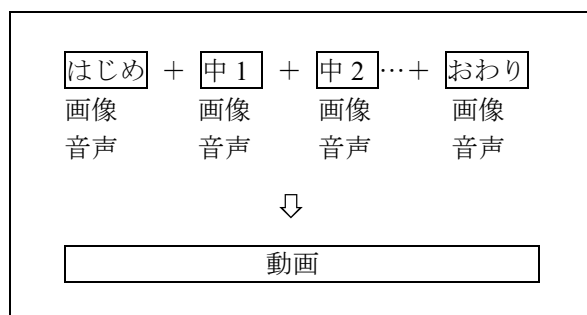 はじめ + 中1 + 中2 …+ おわり
画像 画像 画像 画像
音声 音声 音声 音声
⇩
動画